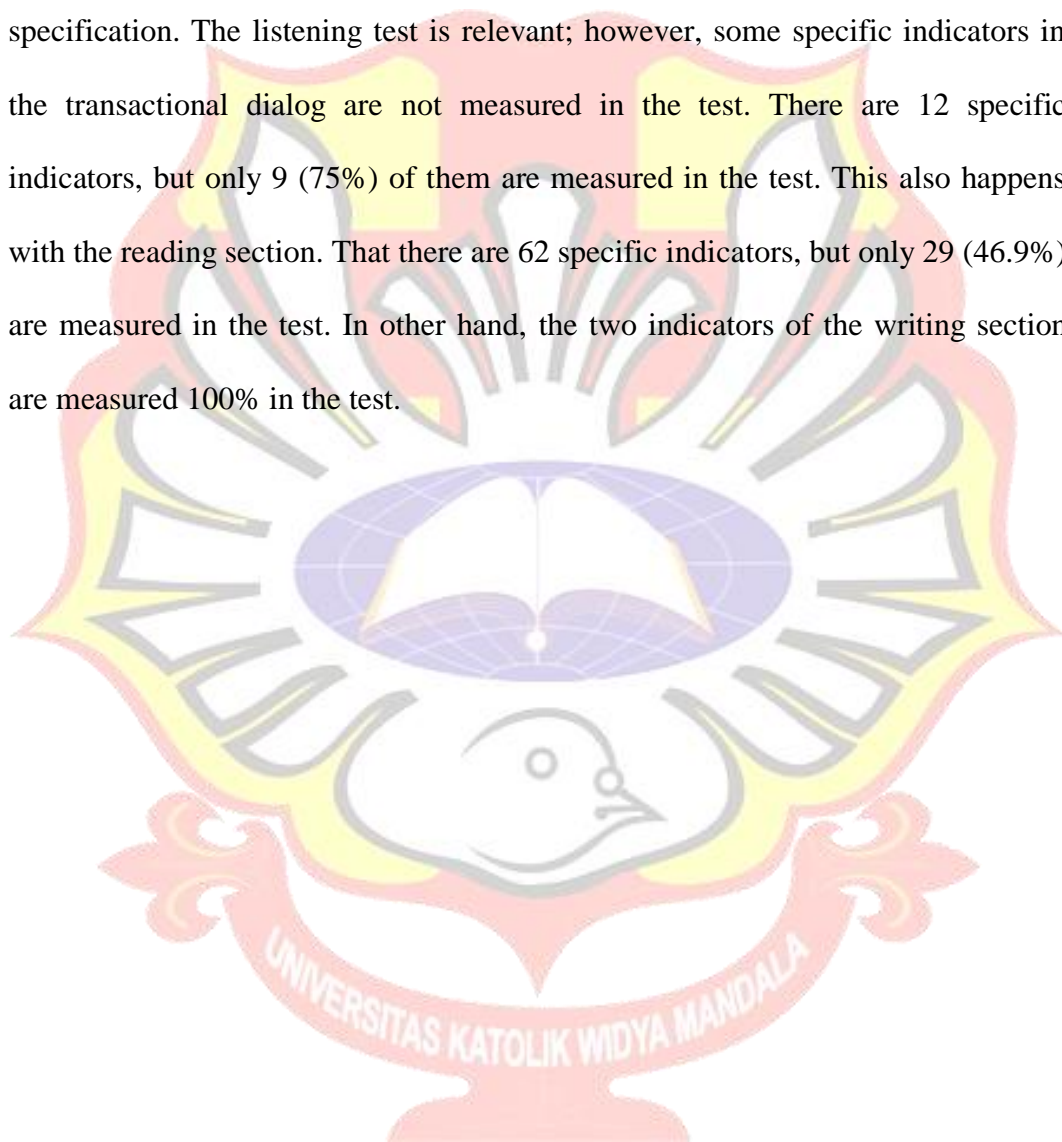 specification. The listening test is relevant; however, some specific indicators in
the transactional dialog are not measured in the test. There are 12 specific
indicators, but only 9 (75%) of them are measured in the test. This also happens
with the reading section. That there are 62 specific indicators, but only 29 (46.9%)
are measured in the test. In other hand, the two indicators of the writing section
are measured 100% in the test.
UNIVERSITAS KATOLIK WIDYA MANDALA